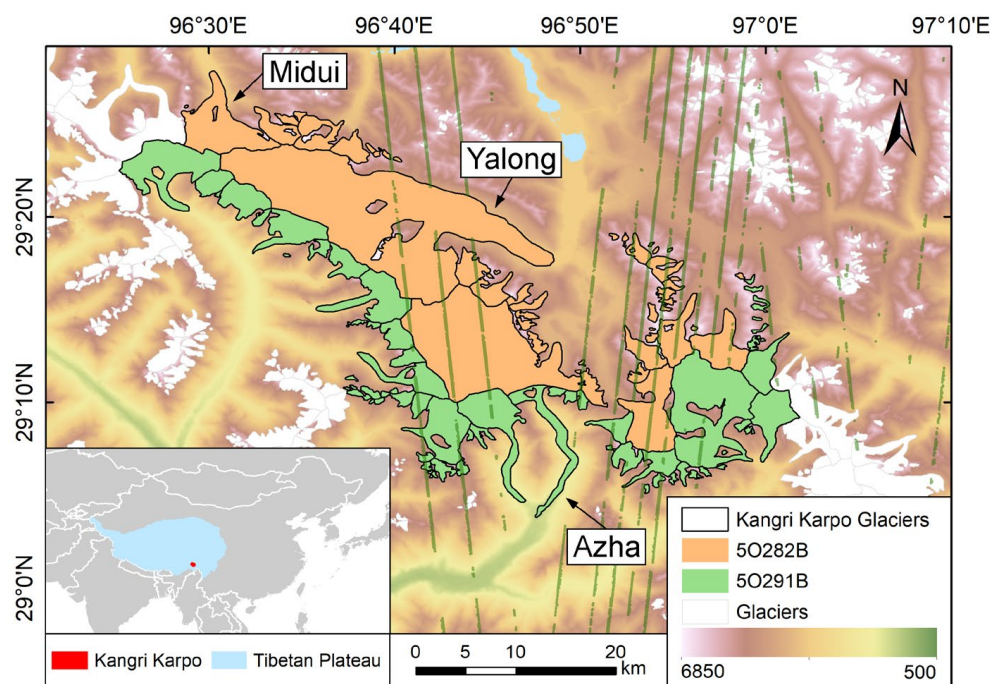 96°30'E 96°40'E 96°50'E 97°0'E 97°10'E
Midui
N
Yalong
29°20'N
29°10'N
29°0'N
Azha
Kangri Karpo Glaciers
5O282B
5O291B
Glaciers
6850 500
Kangri Karpo Tibetan Plateau
0 5 10 20
km